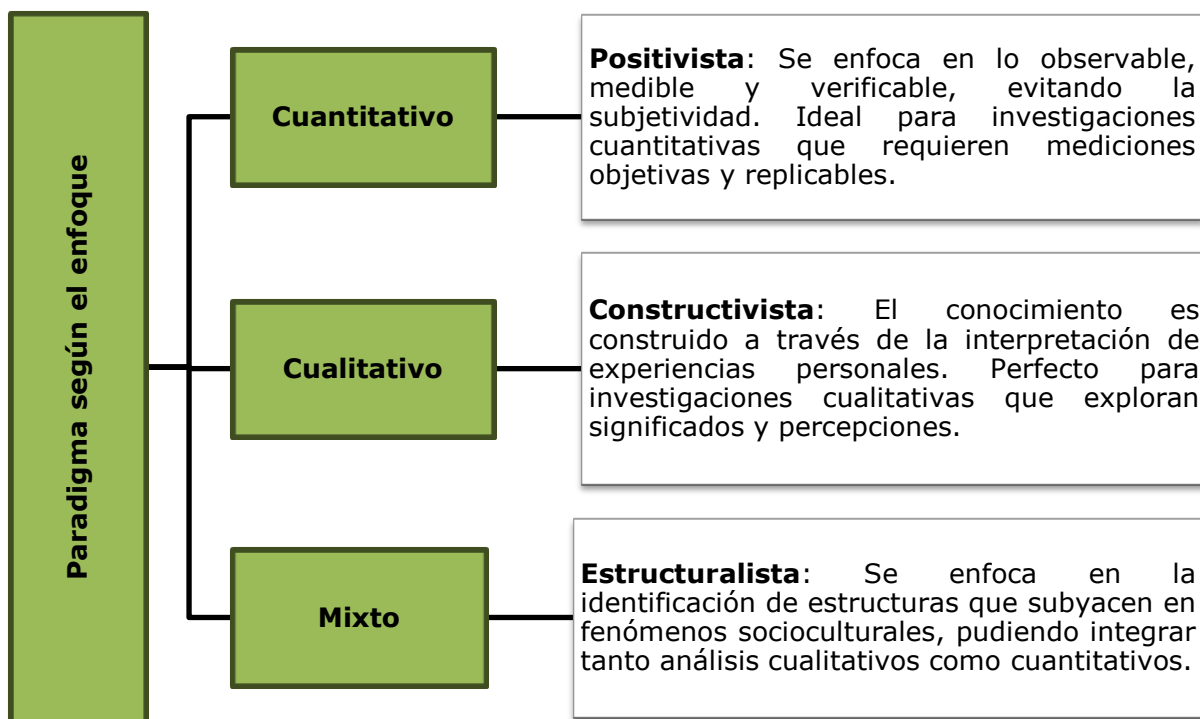 Paradigma según el enfoque
Cuantitativo
Positivista: Se enfoca en lo observable,
medible y verificable, evitando la
subjetividad. Ideal para investigaciones
cuantitativas que requieren mediciones
objetivas y replicables.
Cualitativo
Constructivista: El conocimiento es
construido a través de la interpretación de
experiencias personales. Perfecto para
investigaciones cualitativas que exploran
significados y percepciones.
Mixto
Estructuralista: Se enfoca en la
identificación de estructuras que subyacen en
fenómenos socioculturales, pudiendo integrar
tanto análisis cualitativos como cuantitativos.